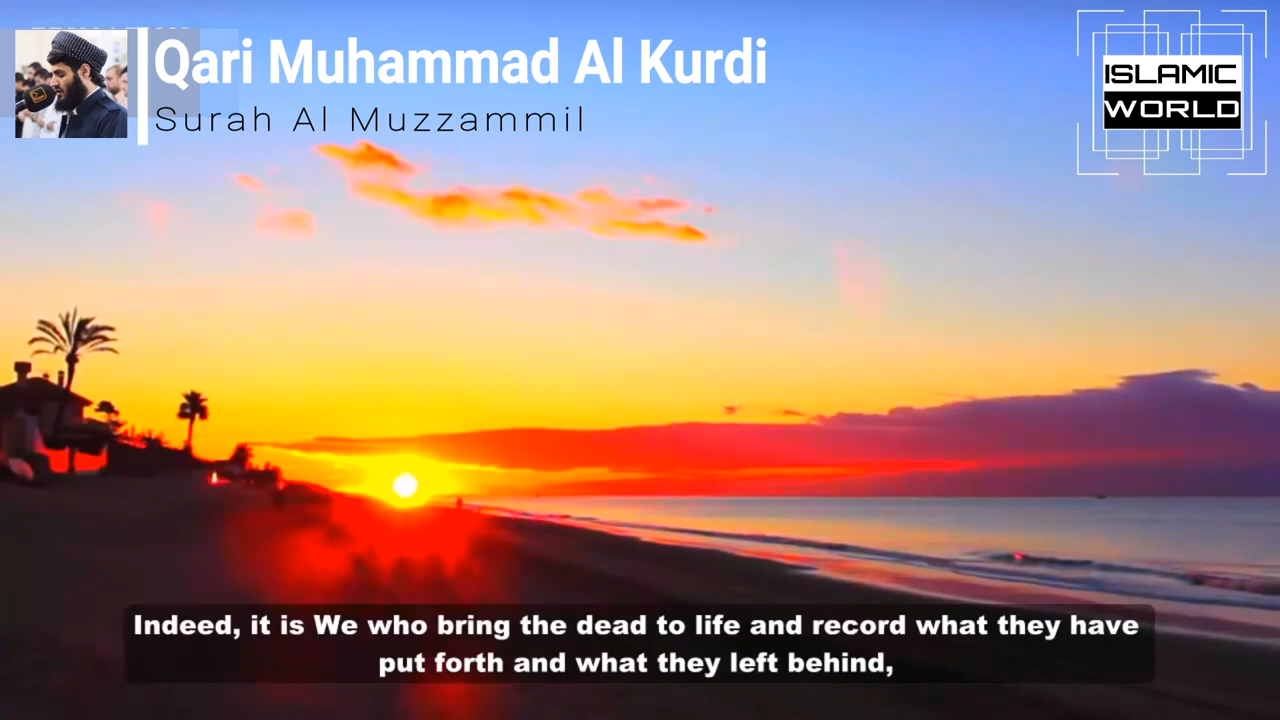 Qari Muhammad Al Kurdi
Surah Al Muzzammil
ISLAMIC
WORLD
Indeed, it is We who bring the dead to life and record what they have
put forth and what they left behind,